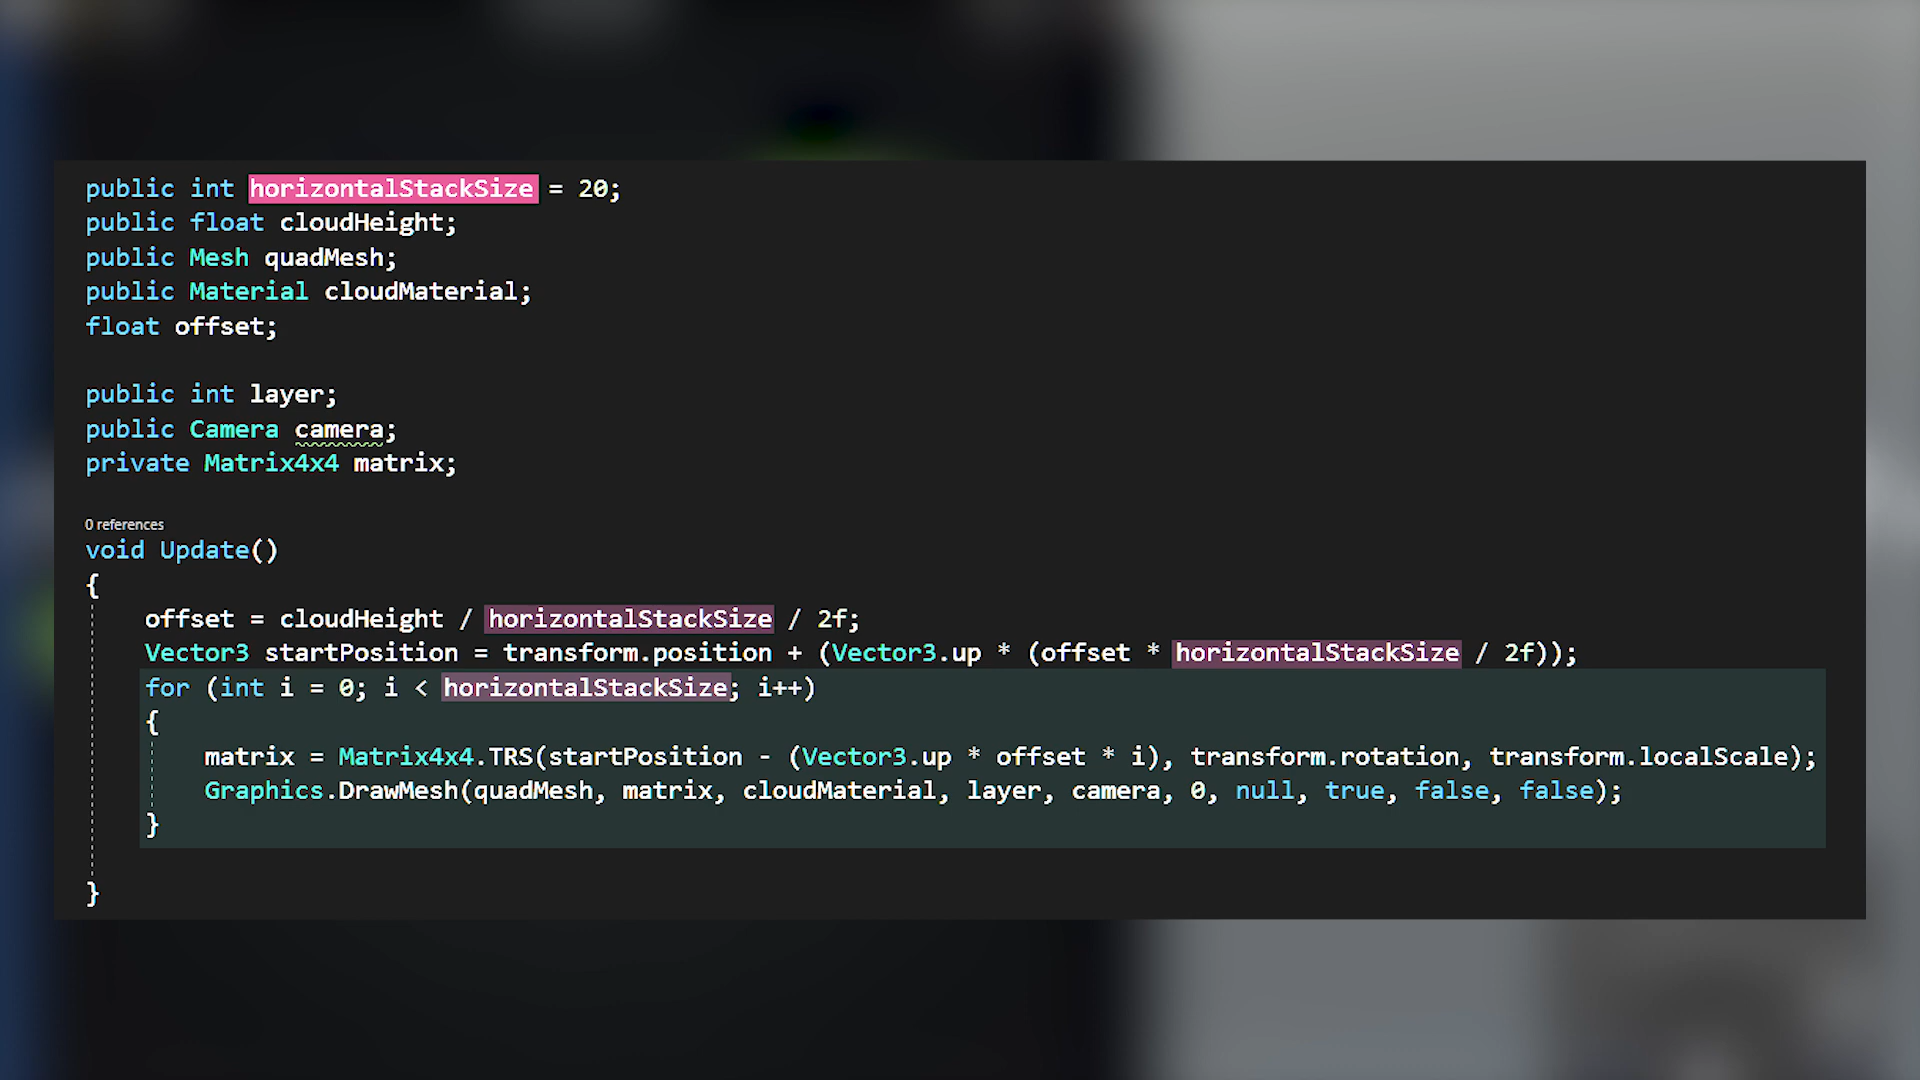 public int horizontalStackSize = 20;
public float cloudHeight;
public Mesh quadMesh;
public Material cloudMaterial;
float offset;
public int layer;
public Camera camera;
private Matrix4x4 matrix;
0 references
void Update()
{
offset = cloudHeight / horizontalStackSize / 2f;
Vector3 startPosition = transform.position + (Vector3.up * (offset * horizontalStackSize / 2f));
for (int i = 0; i < horizontalStackSize; i++)
{
matrix = Matrix4x4.TRS(startPosition - (Vector3.up * offset * i), transform.rotation, transform.localScale);
Graphics.DrawMesh(quadMesh, matrix, cloudMaterial, layer, camera, 0, null, true, false, false);
}
}